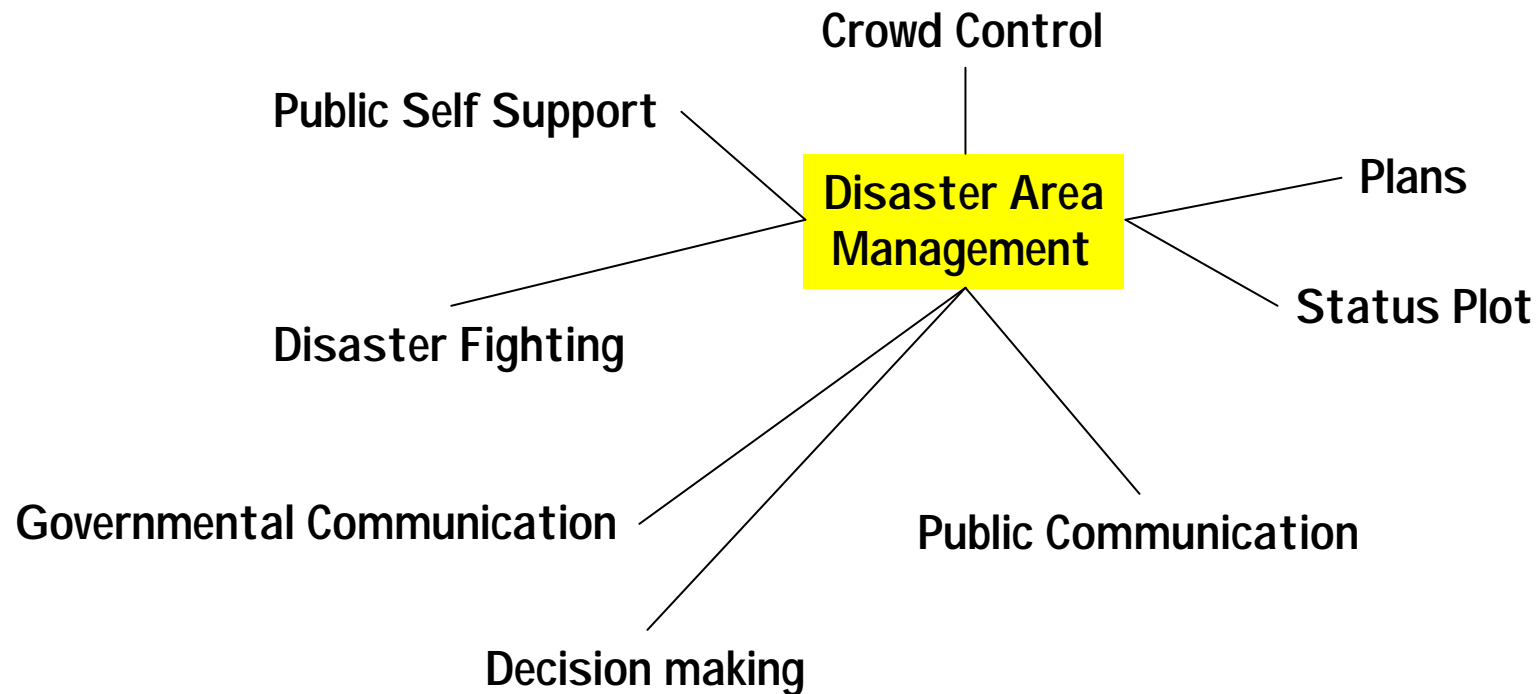 Crowd Control
Public Self Support
Disaster Area
Management
Plans
Status Plot
Disaster Fighting
Governmental Communication
Public Communication
Decision making